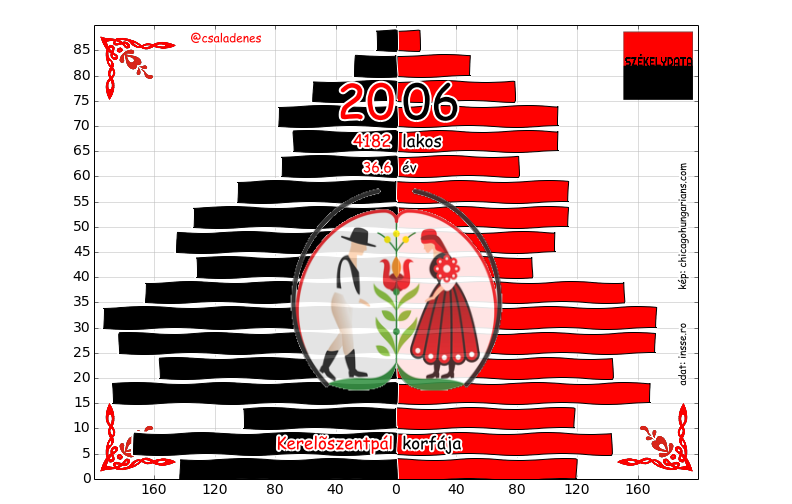 @csaladenes
SZÉKELYDATA
2006
4182 lakos
36.6 év
Kerelőszentpál korfája
kép: chicagohungarians.com
adat: insse.ro
85
80
75
70
65
60
55
50
45
40
35
30
25
20
15
10
5
0
160 120 80 40 0 40 80 120 160